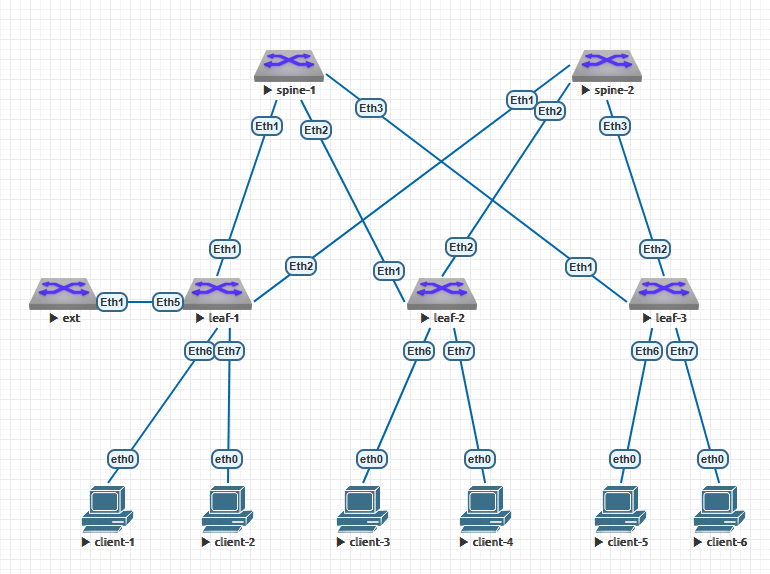 spine-1
spine-2
Eth1
Eth2
Eth3
Eth1
Eth2
Eth3
Eth1
Eth2
Eth1
Eth2
Eth1
Eth2
Eth1
Eth5
ext
leaf-1
leaf-2
leaf-3
Eth6
Eth7
Eth6
Eth7
Eth6
Eth7
eth0
eth0
eth0
eth0
eth0
eth0
client-1
client-2
client-3
client-4
client-5
client-6